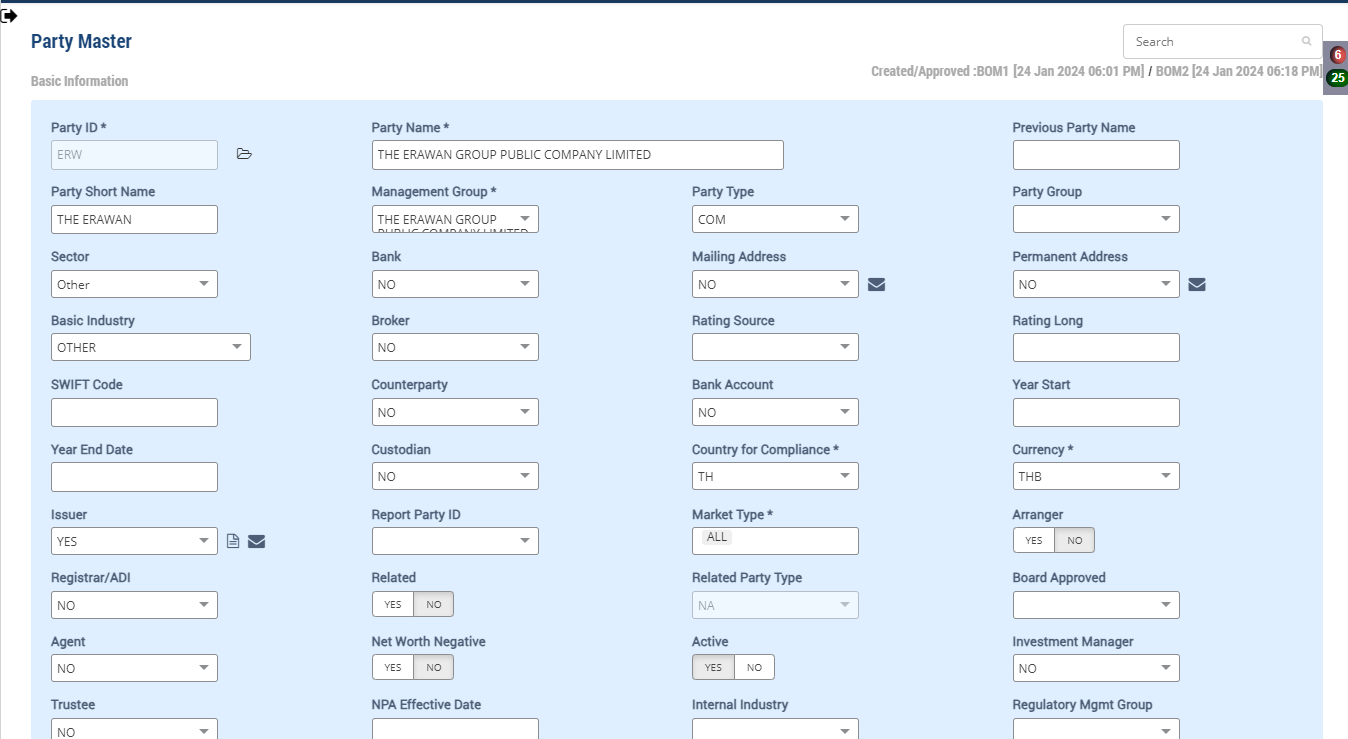 Party Master
Search
6
25
Basic Information
Created/Approved :BOM1 [24 Jan 2024 06:01 PM] / BOM2 [24 Jan 2024 06:18 PM]
Party ID *
Party Name *
Previous Party Name
ERW
THE ERAWAN GROUP PUBLIC COMPANY LIMITED
Party Short Name
Management Group *
Party Type
Party Group
THE ERAWAN
THE ERAWAN GROUP
PUBLIC COMPANY LIMITED
COM
Sector
Bank
Mailing Address
Permanent Address
Other
NO
NO
NO
Basic Industry
Broker
Rating Source
Rating Long
OTHER
NO
SWIFT Code
Counterparty
Bank Account
Year Start
NO
NO
Year End Date
Custodian
Country for Compliance *
Currency *
NO
TH
THB
Issuer
Report Party ID
Market Type *
Arranger
YES
ALL
YES NO
Registrar/ADI
Related
Related Party Type
Board Approved
NO
YES NO
NA
Agent
Net Worth Negative
Active
Investment Manager
NO
YES NO
YES NO
NO
Trustee
NPA Effective Date
Internal Industry
Regulatory Mgmt Group
NO